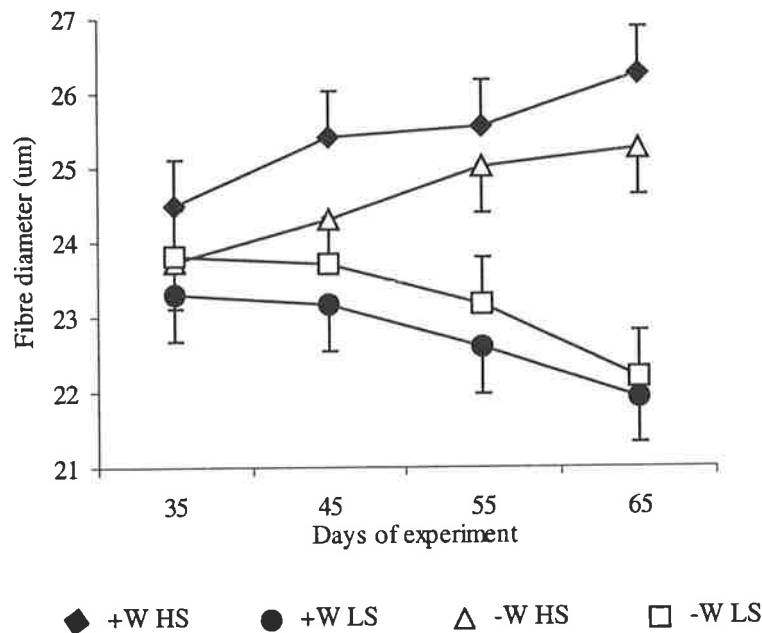 27
26
25
24
23
22
21
Fibre diameter (um)
35 45 55 65
Days of experiment
+W HS +W LS -W HS -W LS